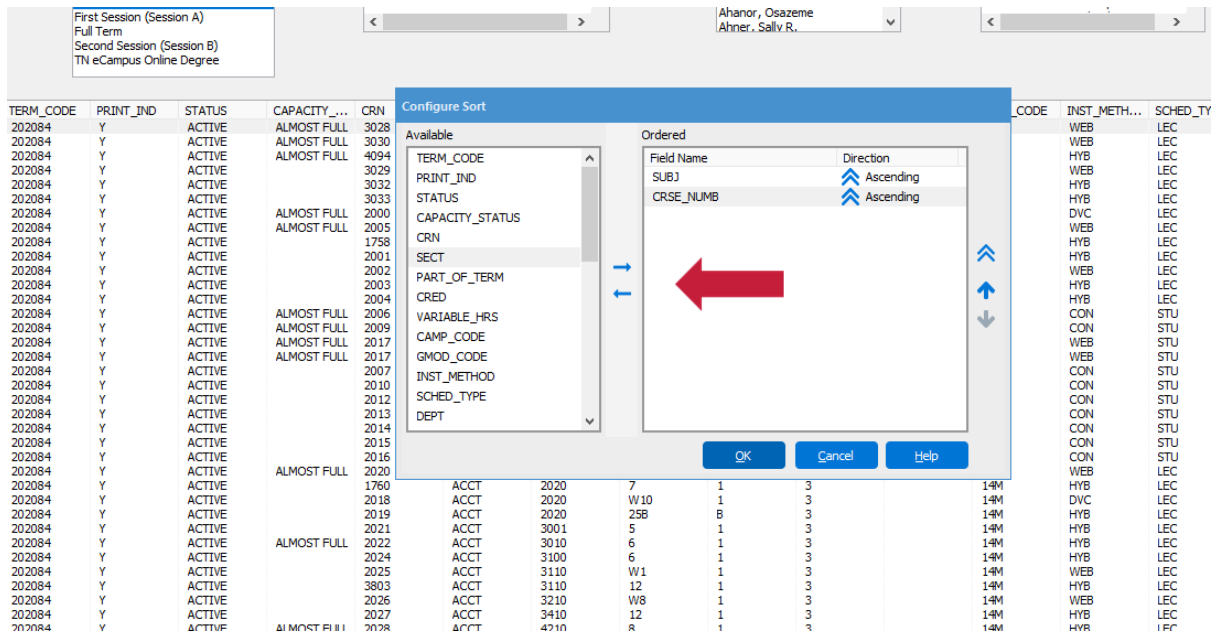 First Session (Session A)
Full Term
Second Session (Session B)
TN eCampus Online Degree
Ahanor, Osazeme
Ahner, Sally R.
TERM_CODE PRINT_IND STATUS CAPACITY_... CRN _CODE INST_METH... SCHED_TY
202084 Y ACTIVE ALMOST FULL 3028 WEB LEC
202084 Y ACTIVE ALMOST FULL 3030 WEB LEC
202084 Y ACTIVE ALMOST FULL 4094 HYB LEC
202084 Y ACTIVE 3029 WEB LEC
202084 Y ACTIVE 3032 HYB LEC
202084 Y ACTIVE 3033 HYB LEC
202084 Y ACTIVE ALMOST FULL 2000 DVC LEC
202084 Y ACTIVE ALMOST FULL 2005 WEB LEC
202084 Y ACTIVE 1758 HYB LEC
202084 Y ACTIVE 2001 HYB LEC
202084 Y ACTIVE 2002 WEB LEC
202084 Y ACTIVE 2003 HYB LEC
202084 Y ACTIVE 2004 HYB LEC
202084 Y ACTIVE ALMOST FULL 2006 CON STU
202084 Y ACTIVE ALMOST FULL 2009 CON STU
202084 Y ACTIVE ALMOST FULL 2017 WEB STU
202084 Y ACTIVE ALMOST FULL 2017 WEB STU
202084 Y ACTIVE 2007 CON STU
202084 Y ACTIVE 2010 CON STU
202084 Y ACTIVE 2012 CON STU
202084 Y ACTIVE 2013 CON STU
202084 Y ACTIVE 2014 CON STU
202084 Y ACTIVE 2015 CON STU
202084 Y ACTIVE 2016 CON STU
202084 Y ACTIVE ALMOST FULL 2020 WEB LEC
202084 Y ACTIVE 1760 ACCT 2020 7 1 3 14M HYB LEC
202084 Y ACTIVE 2018 ACCT 2020 W10 1 3 14M DVC LEC
202084 Y ACTIVE 2019 ACCT 2020 25B B 3 14M HYB LEC
202084 Y ACTIVE 2021 ACCT 3001 5 1 3 14M HYB LEC
202084 Y ACTIVE ALMOST FULL 2022 ACCT 3010 6 1 3 14M HYB LEC
202084 Y ACTIVE 2024 ACCT 3100 6 1 3 14M HYB LEC
202084 Y ACTIVE 2025 ACCT 3110 W1 1 3 14M WEB LEC
202084 Y ACTIVE 3803 ACCT 3110 12 1 3 14M HYB LEC
202084 Y ACTIVE 2026 ACCT 3210 W8 1 3 14M WEB LEC
202084 Y ACTIVE 2027 ACCT 3410 12 1 3 14M HYB LEC
202084 Y ACTIVE ALMOST FULL 2028 ACCT 4210 8 1 3 14M HYB LEC
Configure Sort
Available
TERM_CODE
PRINT_IND
STATUS
CAPACITY_STATUS
CRN
SECT
PART_OF_TERM
CRED
VARIABLE_HRS
CAMP_CODE
GMOD_CODE
INST_METHOD
SCHED_TYPE
DEPT
Ordered
Field Name Direction
SUBJ Ascending
CRSE_NUMB Ascending
OK Cancel Help